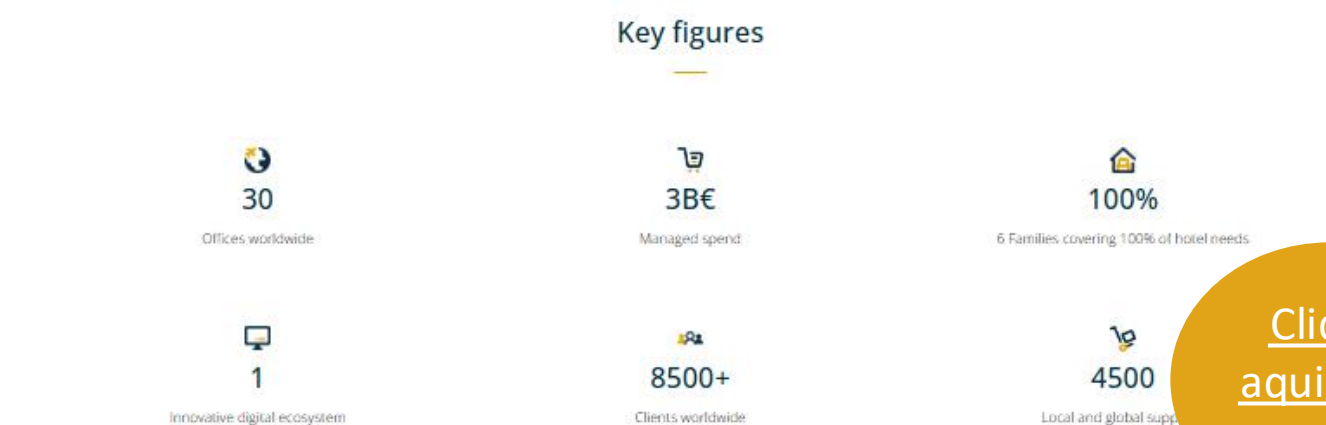 Key figures
30
3B€
100%
Offices worldwide
Managed spend
6 Families covering 100% of hotel needs
1
8500+
4500
Innovative digital ecosystem
Clients worldwide
Local and global
aqui